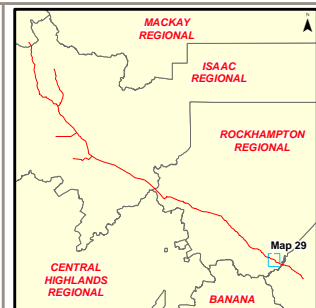 MACKAY
REGIONAL
N
ISAAC
REGIONAL
ROCKHAMPTON
REGIONAL
Map 29
CENTRAL
HIGHLANDS
REGIONAL
BANANA